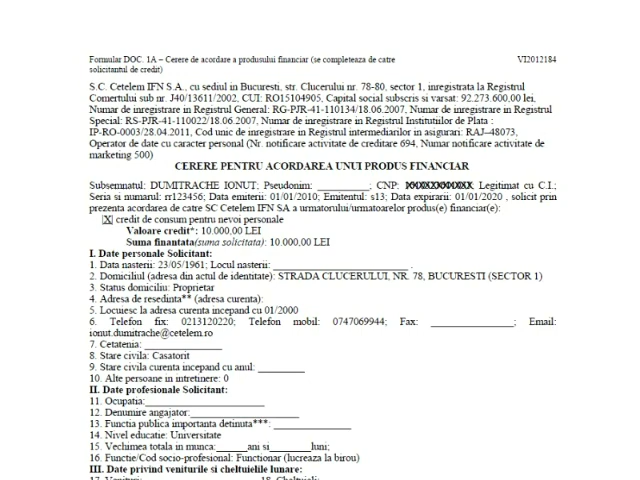 Formular DOC. 1A – Cerere de acordare a produsului financiar (se completeaza de catre VI2012184
solicitantul de credit)
S.C. Cetelem IFN S.A., cu sediul in Bucuresti, str. Clucerului nr. 78-80, sector 1, inregistrata la Registrul
Comertului sub nr. J40/13611/2002, CUI: RO15104905, Capital social subscris si varsat: 92.273.600,00 lei,
Numar de inregistrare in Registrul General: RG-PJR-41-110134/18.06.2007, Numar de inregistrare in Registrul
Special: RS-PJR-41-110022/18.06.2007, Numar de inregistrare in Registrul Institutiilor de Plata :
IP-RO-0003/28.04.2011, Cod unic de inregistrare in Registrul intermediarilor in asigurari: RAJ–48073,
Operator de date cu caracter personal (Nr. notificare activitate de creditare 694, Numar notificare activitate de
marketing 500)
CERERE PENTRU ACORDAREA UNUI PRODUS FINANCIAR
Subsemnatul: DUMITRACHE IONUT; Pseudonim: __________; CNP: ; Legitimat cu C.I.;
Seria si numarul: rr123456; Data emiterii: 01/01/2010; Emitentul: s13; Data expirarii: 01/01/2020 , solicit prin
prezenta acordarea de catre SC Cetelem IFN SA a urmatorului/urmatoarelor produs(e) financiar(e):
[X] credit de consum pentru nevoi personale
Valoare credit*: 10.000,00 LEI
Suma finantata(suma solicitata): 10.000,00 LEI
I. Date personale Solicitant:
1. Data nasterii: 23/05/1961; Locul nasterii: __________________________ .
2. Domiciliul (adresa din actul de identitate): STRADA CLUCERULUI, NR. 78, BUCURESTI (SECTOR 1)
3. Status domiciliu: Proprietar
4. Adresa de resedinta** (adresa curenta):
5. Locuiesc la adresa curenta incepand cu 01/2000
6. Telefon fix: 0213120220; Telefon mobil: 0747069944; Fax: ________________; Email:
ionut.dumitrache@cetelem.ro
7. Cetatenia: _______________
8. Stare civila: Casatorit
9. Stare civila curenta incepand cu anul: _________
10. Alte persoane in intretinere: 0
II. Date profesionale Solicitant:
11. Ocupatia:____________________________
12. Denumire angajator:_____________________
13. Functia publica importanta detinuta***: _______________
14. Nivel educatie: Universitate
15. Vechimea totala in munca:______ani si________luni;
16. Functie/Cod socio-profesional: Functionar (lucreaza la birou)
III. Date privind veniturile si cheltuielile lunare:
17. Venituri:______________________ 18. Cheltuieli:______________